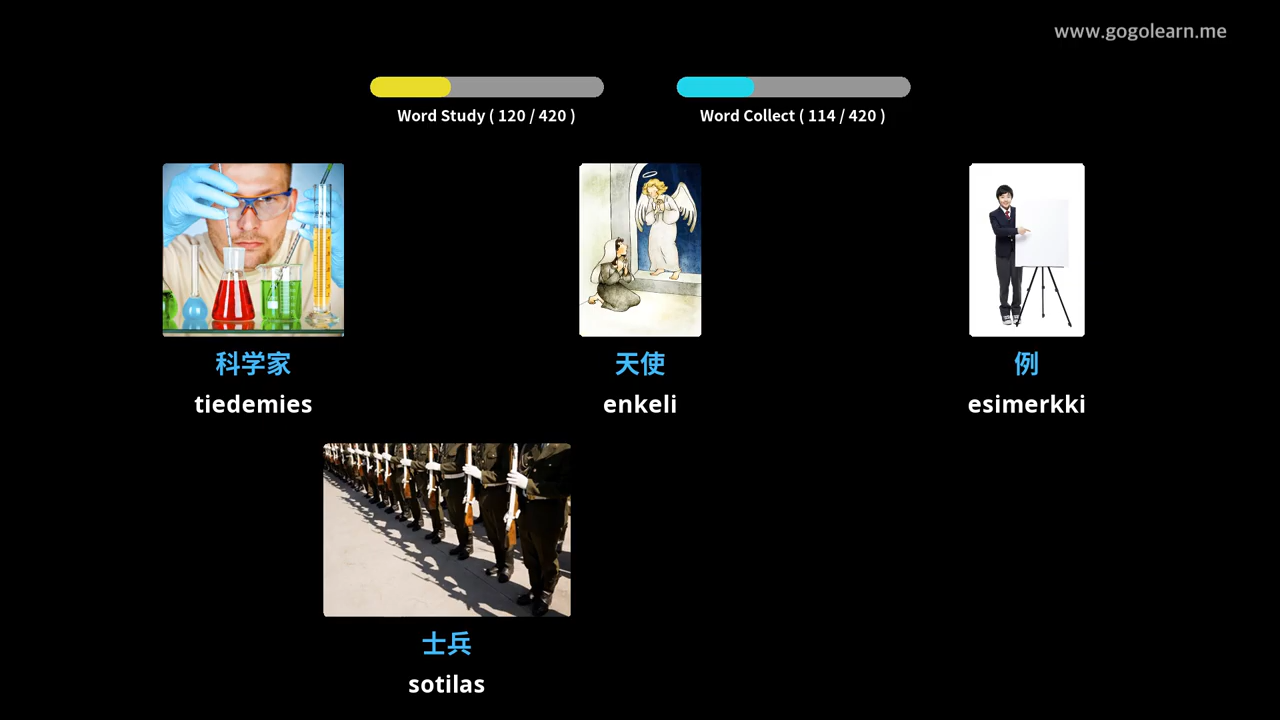 www.gogolearn.me
Word Study ( 120 / 420 )
Word Collect ( 114 / 420 )
科学家
天使
例
tiedemies
enkeli
esimerkki
士兵
sotilas